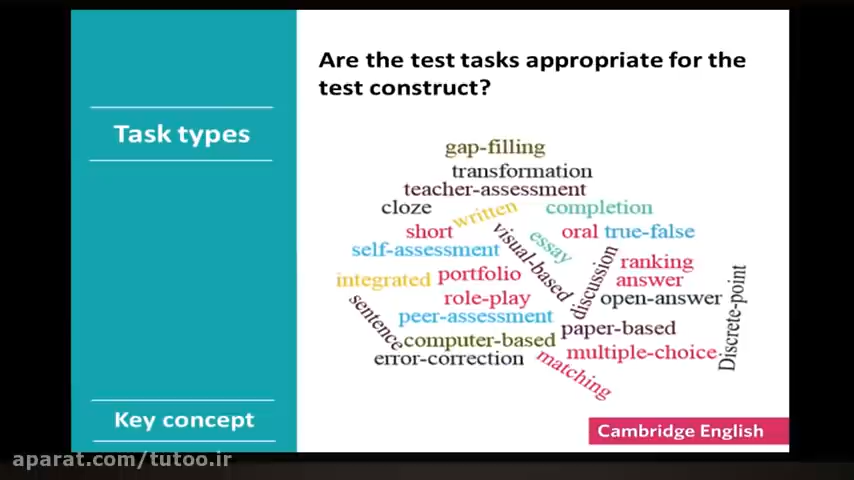 Are the test tasks appropriate for the
test construct?
Task types
gap-filling
transformation
teacher-assessment
cloze
written
completion
short
visual-based
essay
oral
true-false
self-assessment
discussion
ranking
integrated
portfolio
answer
role-play
open-answer
Discrete-point
sentence
peer-assessment
paper-based
computer-based
error-correction
matching
multiple-choice
Key concept
Cambridge English
aparat.com/tutoo.ir